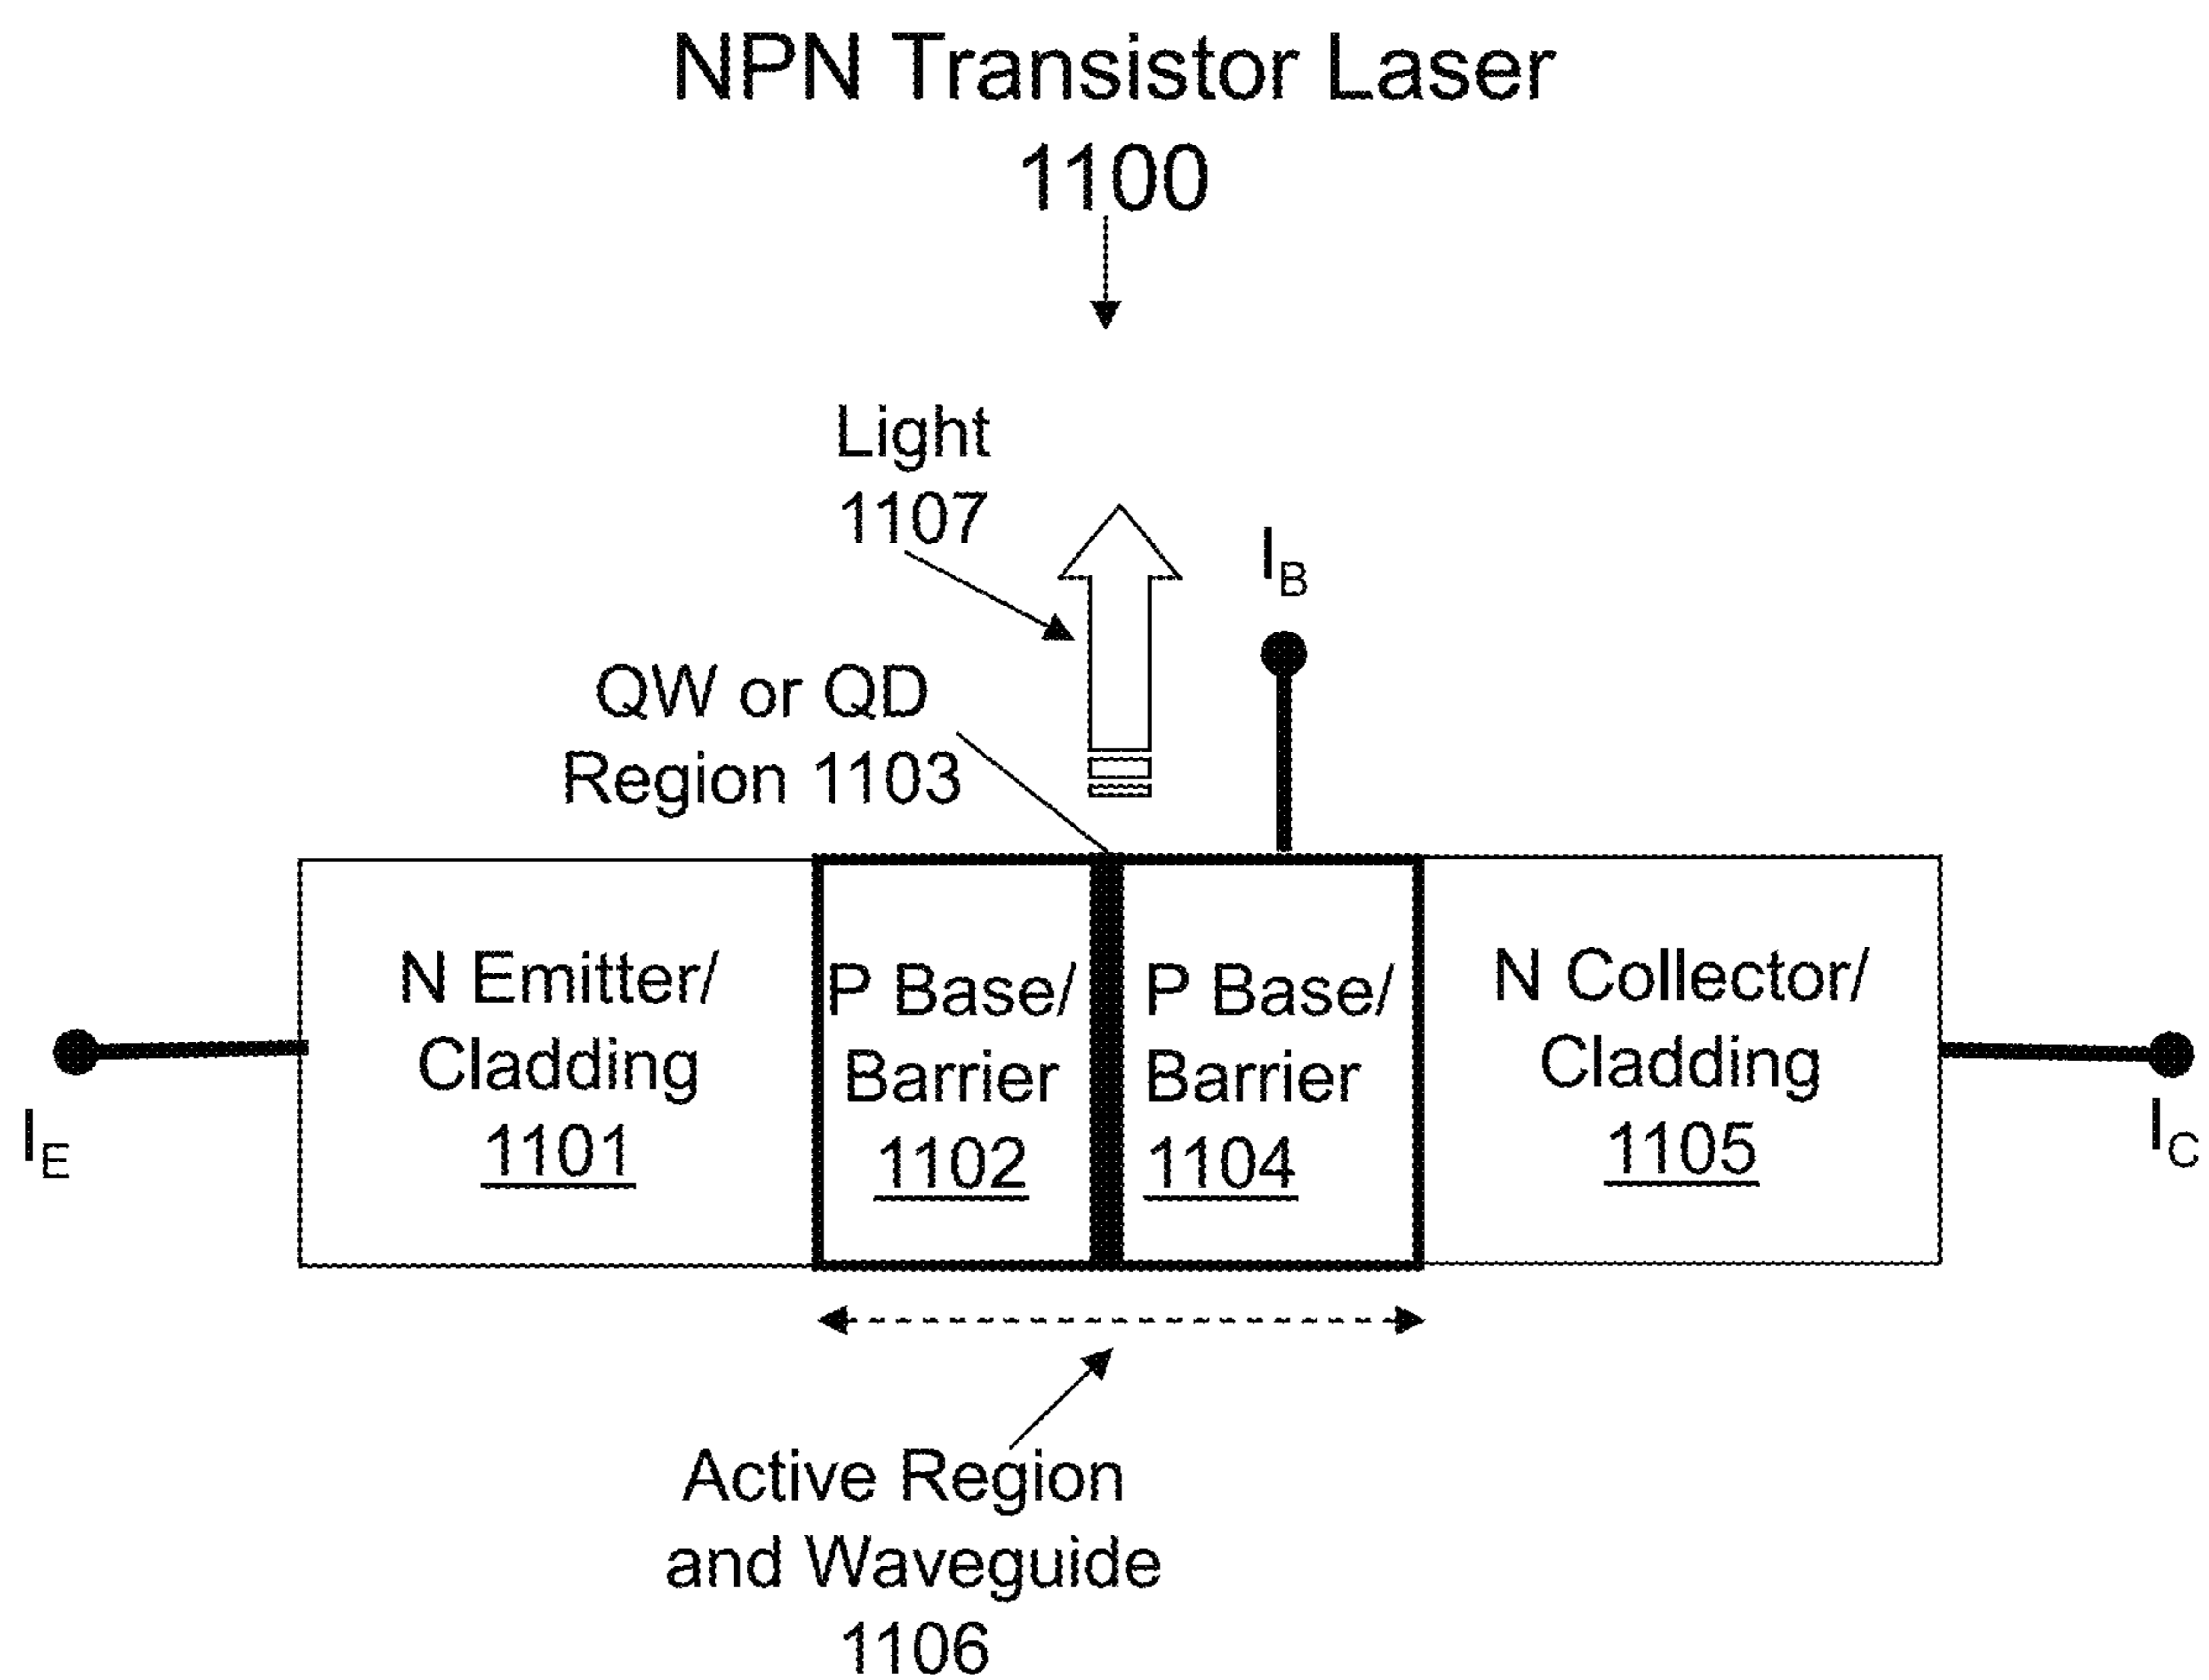 NPN Transistor Laser
1100
Light
1107
I_B
QW or QD
Region 1103
N Emitter/
Cladding
1101
P Base/
Barrier
1102
P Base/
Barrier
1104
N Collector/
Cladding
1105
I_E
I_C
Active Region
and Waveguide
1106